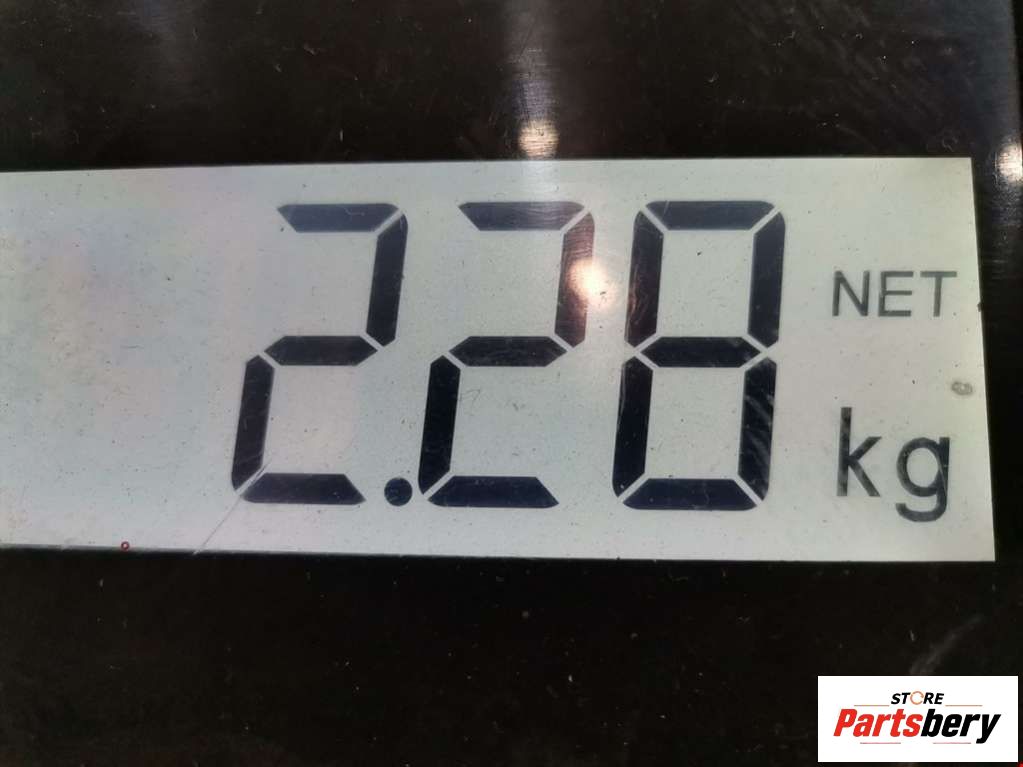 2.28
NET
kg
STORE
Partsbery